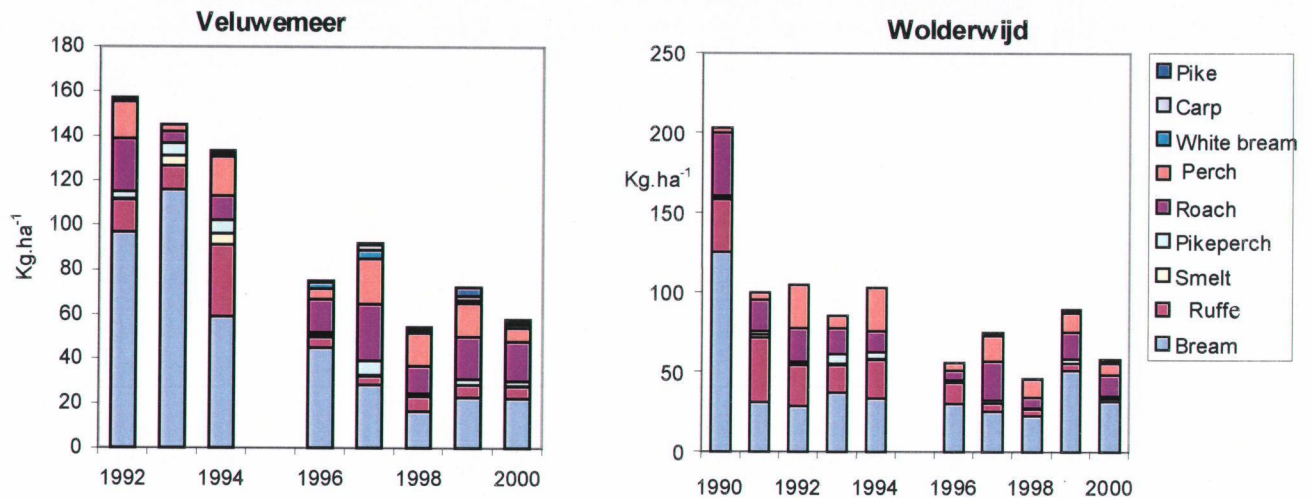 Veluwemeer
180
160
140
120
100
80
60
40
20
0
Kg.ha⁻¹
1992 1994 1996 1998 2000
Wolderwijd
250
200
150
100
50
0
Kg.ha⁻¹
1990 1992 1994 1996 1998 2000
Pike
Carp
White bream
Perch
Roach
Pikeperch
Smelt
Ruffe
Bream